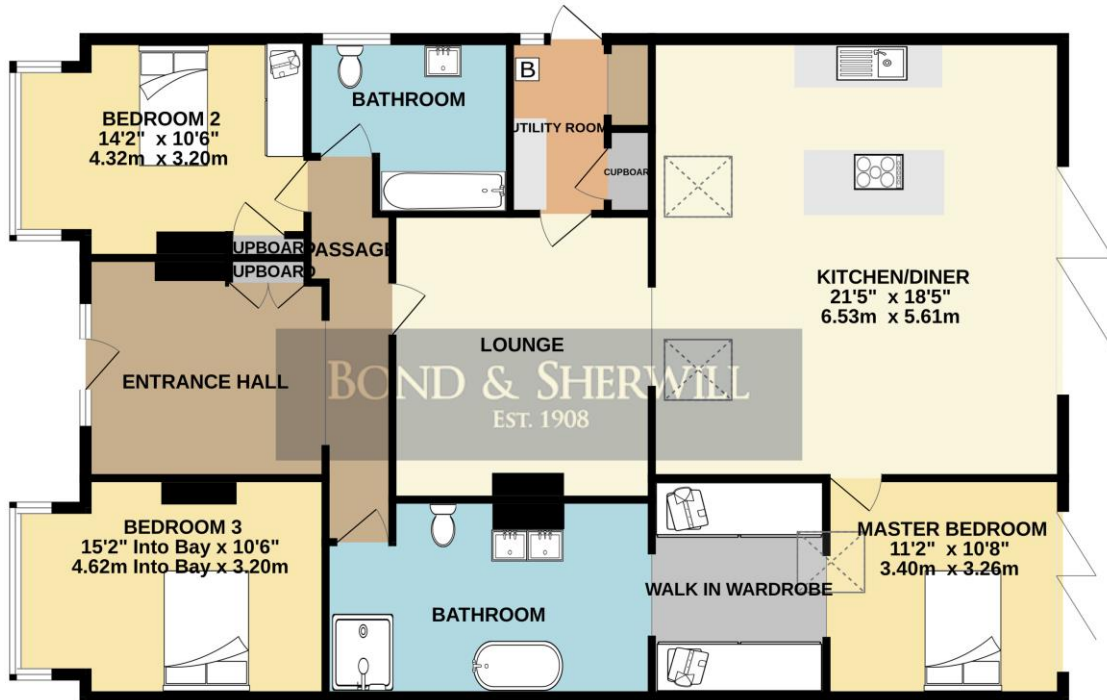 BEDROOM 2
14'2" x 10'6"
4.32m x 3.20m
BATHROOM
B
UTILITY ROOM
CUPBOAR
UPBOARD
UPBOARD
PASSAGE
KITCHEN/DINER
21'5" x 18'5"
6.53m x 5.61m
LOUNGE
ENTRANCE HALL
BOND & SHERWILL
EST. 1908
BEDROOM 3
15'2" Into Bay x 10'6"
4.62m Into Bay x 3.20m
BATHROOM
WALK IN WARDROBE
MASTER BEDROOM
11'2" x 10'8"
3.40m x 3.26m